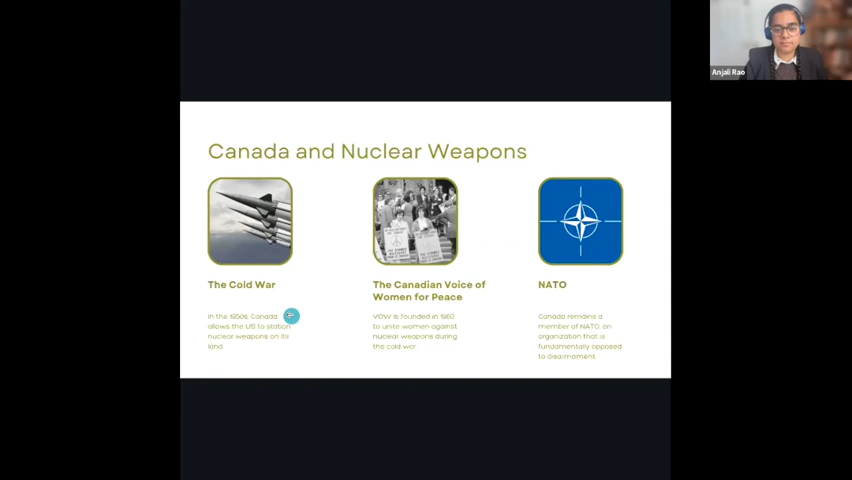 Anjali Rao
Canada and Nuclear Weapons
The Cold War
In the 1950s, Canada
allows the US to station
nuclear weapons on its
land.
The Canadian Voice of
Women for Peace
VOW is founded in 1960
to unite women against
nuclear weapons during
the cold war.
NATO
Canada remains a
member of NATO: an
organization that is
fundamentally opposed
to disarmament.